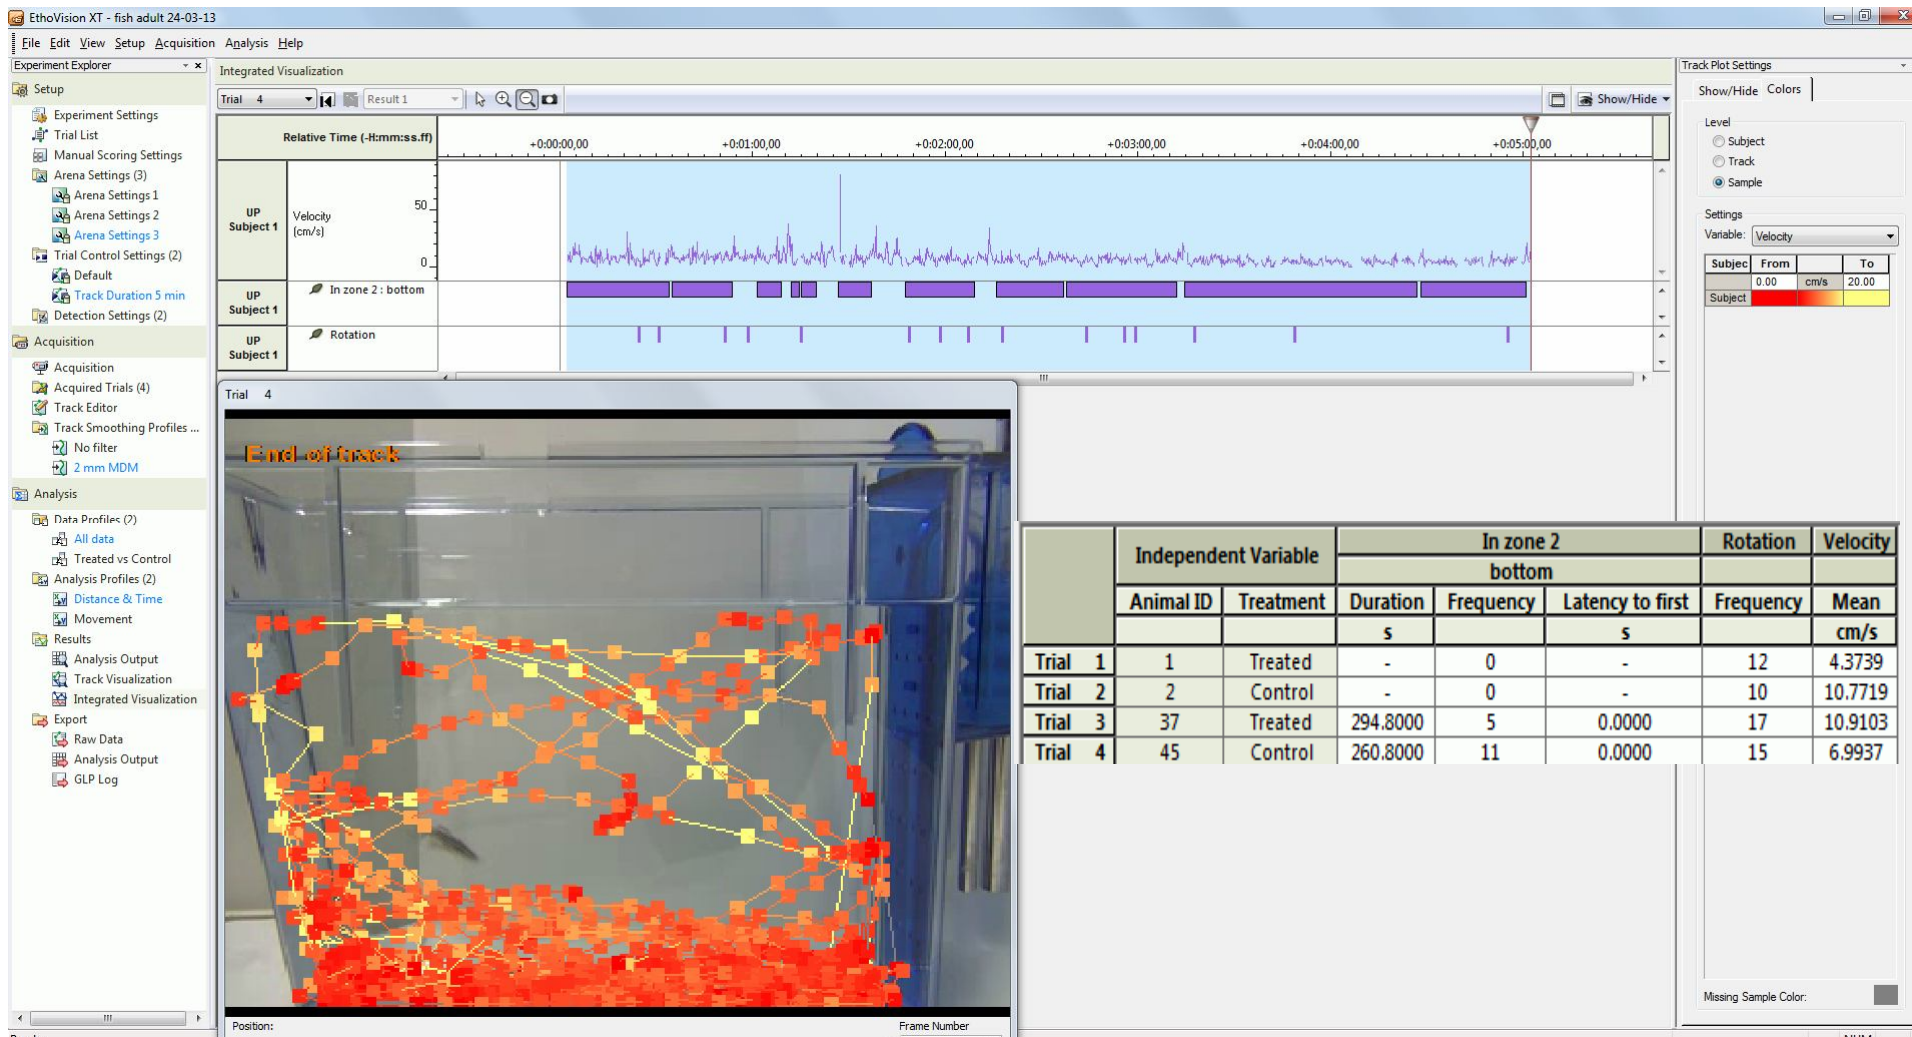 EthoVision XT - fish adult 24-03-13
File Edit View Setup Acquisition Analysis Help
Experiment Explorer
Setup
Experiment Settings
Trial List
Manual Scoring Settings
Arena Settings (3)
Arena Settings 1
Arena Settings 2
Arena Settings 3
Trial Control Settings (2)
Default
Track Duration 5 min
Detection Settings (2)
Acquisition
Acquisition
Acquired Trials (4)
Track Editor
Track Smoothing Profiles ...
No filter
2 mm MDM
Analysis
Data Profiles (2)
All data
Treated vs Control
Analysis Profiles (2)
Distance & Time
Movement
Results
Analysis Output
Track Visualization
Integrated Visualization
Export
Raw Data
Analysis Output
GLP Log
Integrated Visualization
Trial 4 Result 1 Show/Hide
Relative Time (-H:mm:ss.ff) +0:00:00,00 +0:01:00,00 +0:02:00,00 +0:03:00,00 +0:04:00,00 +0:05:00,00
UP
Subject 1
Velocity
(cm/s)
50
0
UP
Subject 1
In zone 2 : bottom
UP
Subject 1
Rotation
Trial 4
End of track
Position: Frame Number
Independent Variable In zone 2 Rotation Velocity
bottom
Animal ID Treatment Duration Frequency Latency to first Frequency Mean
s s cm/s
Trial 1 1 Treated - 0 - 12 4.3739
Trial 2 2 Control - 0 - 10 10.7719
Trial 3 37 Treated 294.8000 5 0.0000 17 10.9103
Trial 4 45 Control 260.8000 11 0.0000 15 6.9937
Track Plot Settings
Show/Hide Colors
Level
Subject
Track
Sample
Settings
Variable: Velocity
Subjec From To
0.00 cm/s 20.00
Subject
Missing Sample Color: